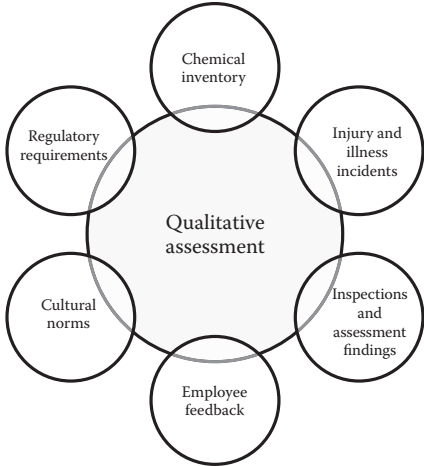 Chemical
inventory
Regulatory
requirements
Injury and
illness
incidents
Qualitative
assessment
Cultural
norms
Inspections
and
assessment
findings
Employee
feedback